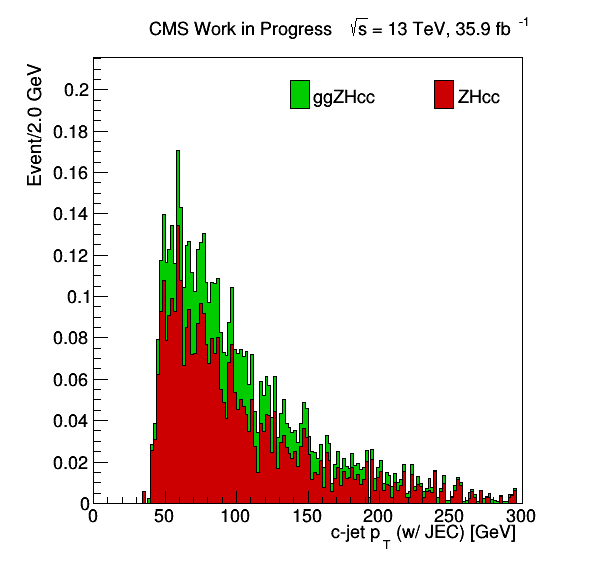 CMS Work in Progress √s = 13 TeV, 35.9 fb⁻¹
Event/2.0 GeV
ggZHcc ZHcc
0.2
0.18
0.16
0.14
0.12
0.1
0.08
0.06
0.04
0.02
0
0 50 100 150 200 250 300
c-jet p_T (w/ JEC) [GeV]